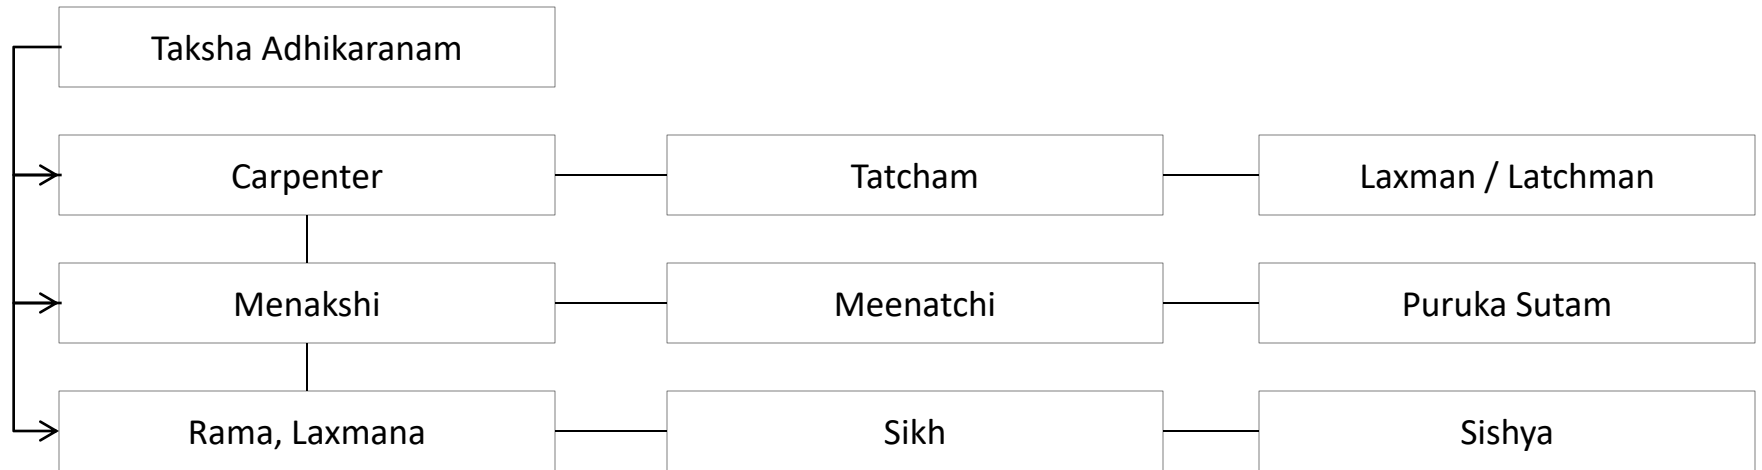 Taksha Adhikaranam
Carpenter
Tatcham
Laxman / Latchman
Menakshi
Meenatchi
Puruka Sutam
Rama, Laxmana
Sikh
Sishya